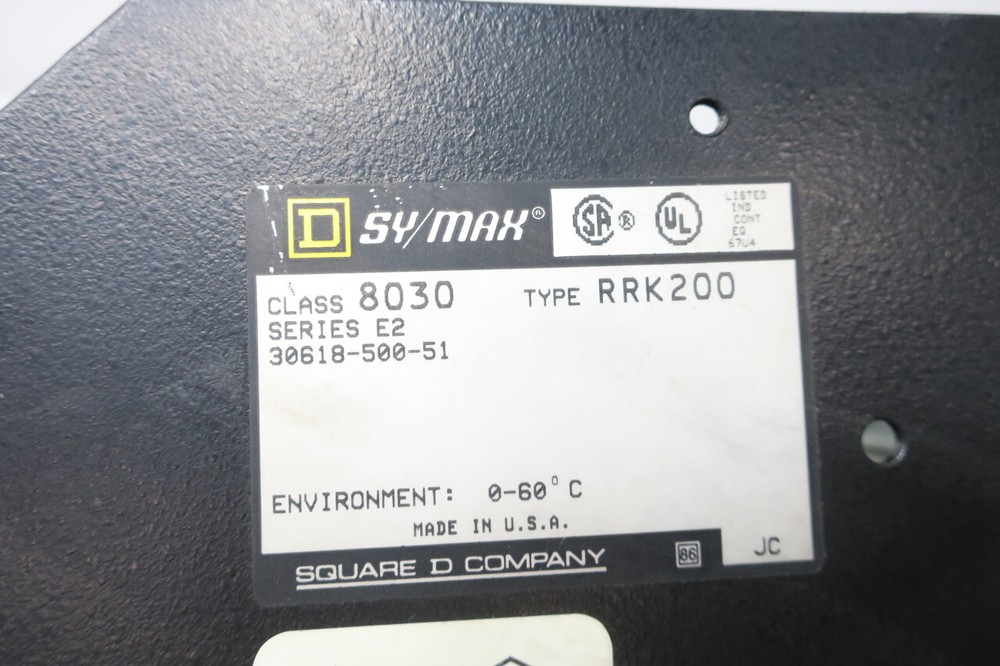 D SY/MAX®
SA ® UL
LISTED
IND
CONT
EQ
67U4
CLASS 8030 TYPE RRK200
SERIES E2
30618-500-51
ENVIRONMENT: 0-60° C
MADE IN U.S.A.
JC
SQUARE D COMPANY 86